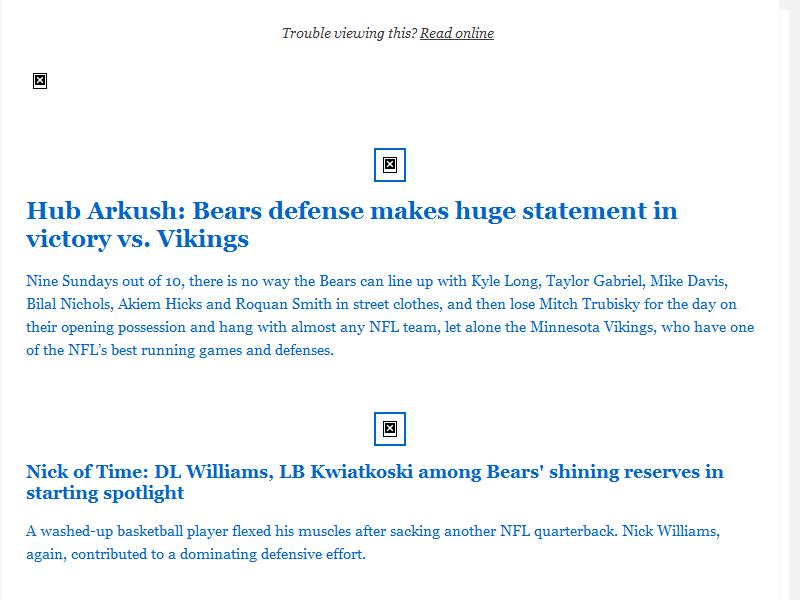 Trouble viewing this? Read online
Hub Arkush: Bears defense makes huge statement in
victory vs. Vikings
Nine Sundays out of 10, there is no way the Bears can line up with Kyle Long, Taylor Gabriel, Mike Davis,
Bilal Nichols, Akiem Hicks and Roquan Smith in street clothes, and then lose Mitch Trubisky for the day on
their opening possession and hang with almost any NFL team, let alone the Minnesota Vikings, who have one
of the NFL’s best running games and defenses.
Nick of Time: DL Williams, LB Kwiatkoski among Bears' shining reserves in
starting spotlight
A washed-up basketball player flexed his muscles after sacking another NFL quarterback. Nick Williams,
again, contributed to a dominating defensive effort.